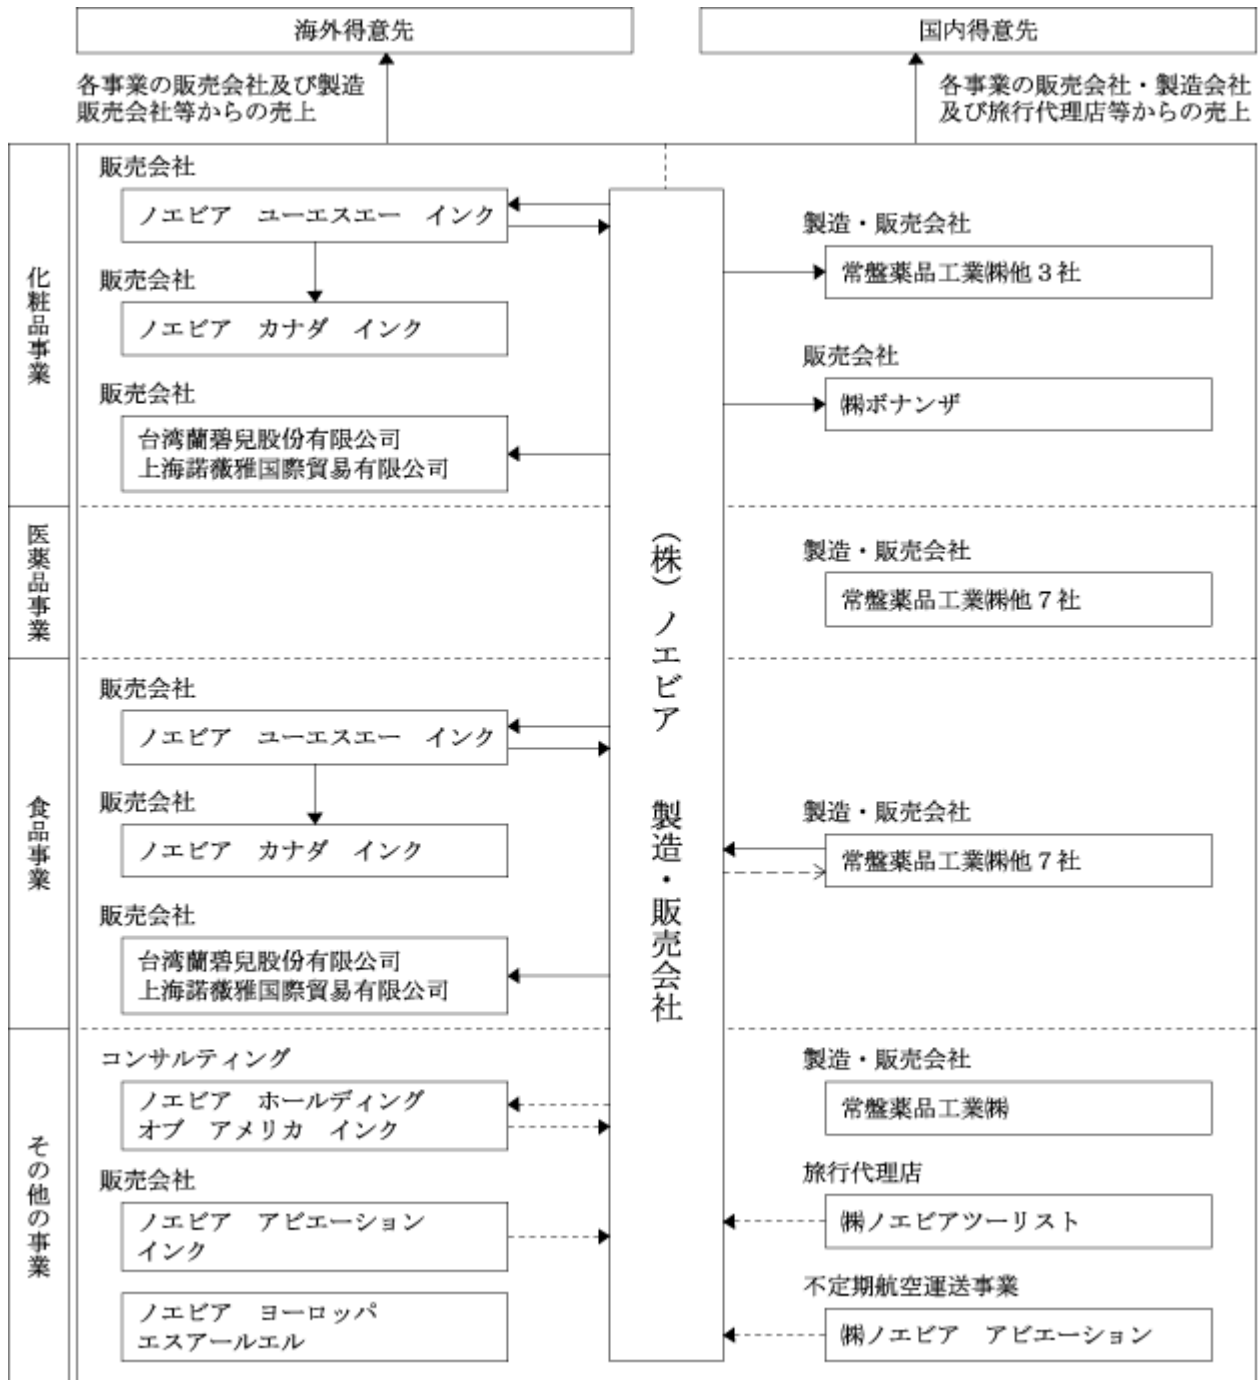 海外得意先
国内得意先
各事業の販売会社及び製造
販売会社等からの売上
各事業の販売会社・製造会社
及び旅行代理店等からの売上
化粧品事業
販売会社
ノエビア ユーエスエー インク
販売会社
ノエビア カナダ インク
販売会社
台湾蘭碧兒股份有限公司
上海諾薇雅国際貿易有限公司
製造・販売会社
常盤薬品工業㈱他3社
販売会社
㈱ボナンザ
(株)ノエビア 製造・販売会社
医薬品事業
製造・販売会社
常盤薬品工業㈱他7社
食品事業
販売会社
ノエビア ユーエスエー インク
販売会社
ノエビア カナダ インク
販売会社
台湾蘭碧兒股份有限公司
上海諾薇雅国際貿易有限公司
製造・販売会社
常盤薬品工業㈱他7社
その他の事業
コンサルティング
ノエビア ホールディング
オブ アメリカ インク
販売会社
ノエビア アビエーション
インク
ノエビア ヨーロッパ
エスアールエル
製造・販売会社
常盤薬品工業㈱
旅行代理店
㈱ノエビアツーリスト
不定期航空運送事業
㈱ノエビア アビエーション